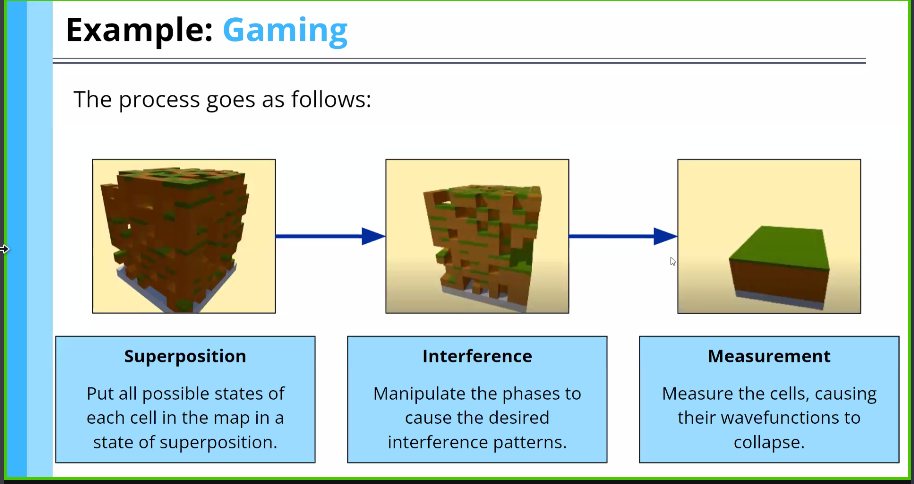 Example: Gaming
The process goes as follows:
Superposition
Put all possible states of
each cell in the map in a
state of superposition.
Interference
Manipulate the phases to
cause the desired
interference patterns.
Measurement
Measure the cells, causing
their wavefunctions to
collapse.